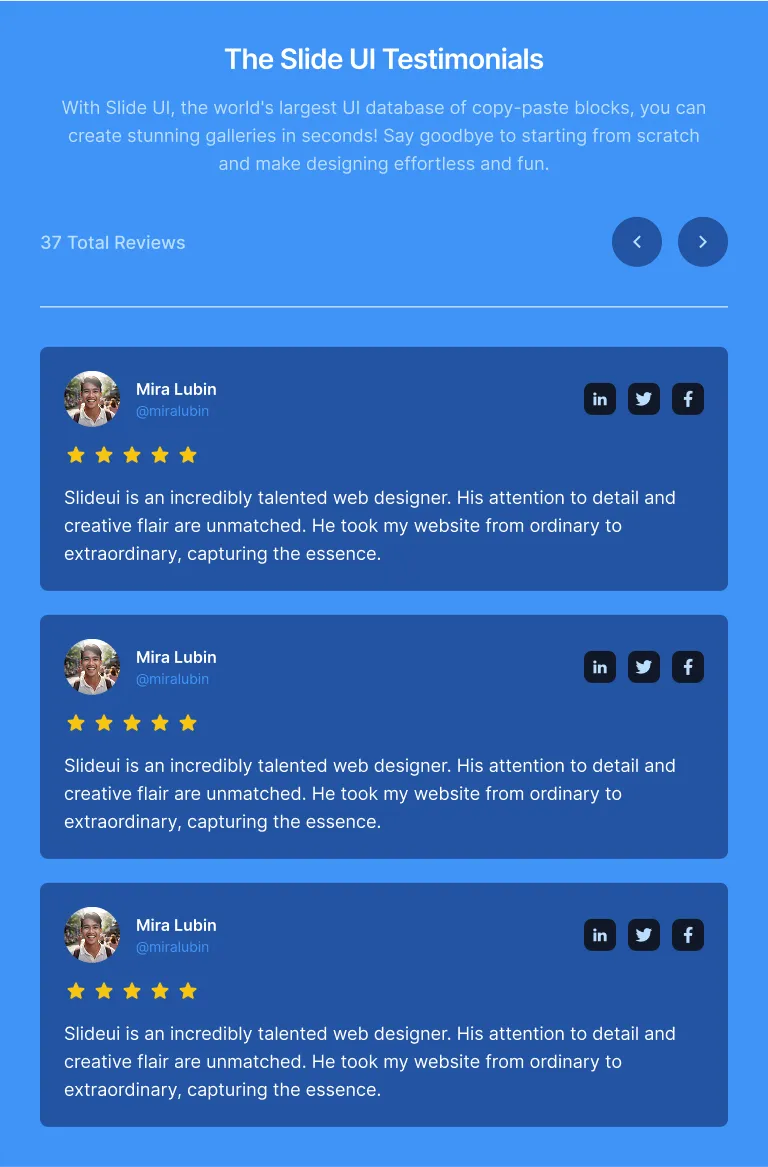 The Slide UI Testimonials
With Slide UI, the world's largest UI database of copy-paste blocks, you can
create stunning galleries in seconds! Say goodbye to starting from scratch
and make designing effortless and fun.
37 Total Reviews
Mira Lubin
@miralubin
in
Slideui is an incredibly talented web designer. His attention to detail and
creative flair are unmatched. He took my website from ordinary to
extraordinary, capturing the essence.
Mira Lubin
@miralubin
in
Slideui is an incredibly talented web designer. His attention to detail and
creative flair are unmatched. He took my website from ordinary to
extraordinary, capturing the essence.
Mira Lubin
@miralubin
in
Slideui is an incredibly talented web designer. His attention to detail and
creative flair are unmatched. He took my website from ordinary to
extraordinary, capturing the essence.